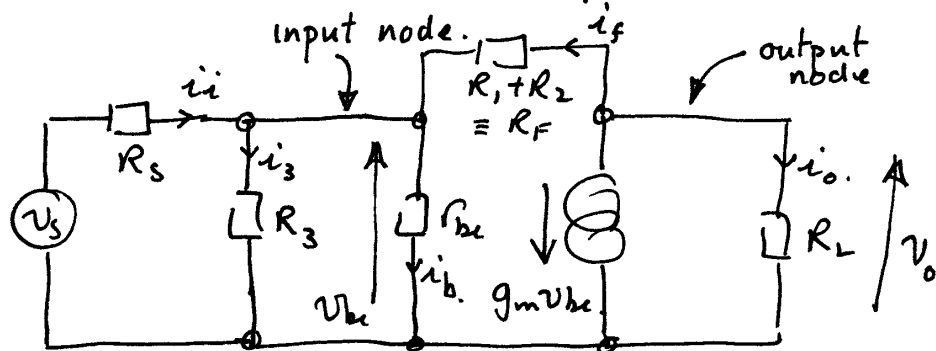 input node.
i_f
output
node
i_i
R_1 + R_2
≡ R_F
R_s
i_3
i_o.
v_s
R_3
r_be
R_L
v_o
v_be
i_b.
g_m v_be